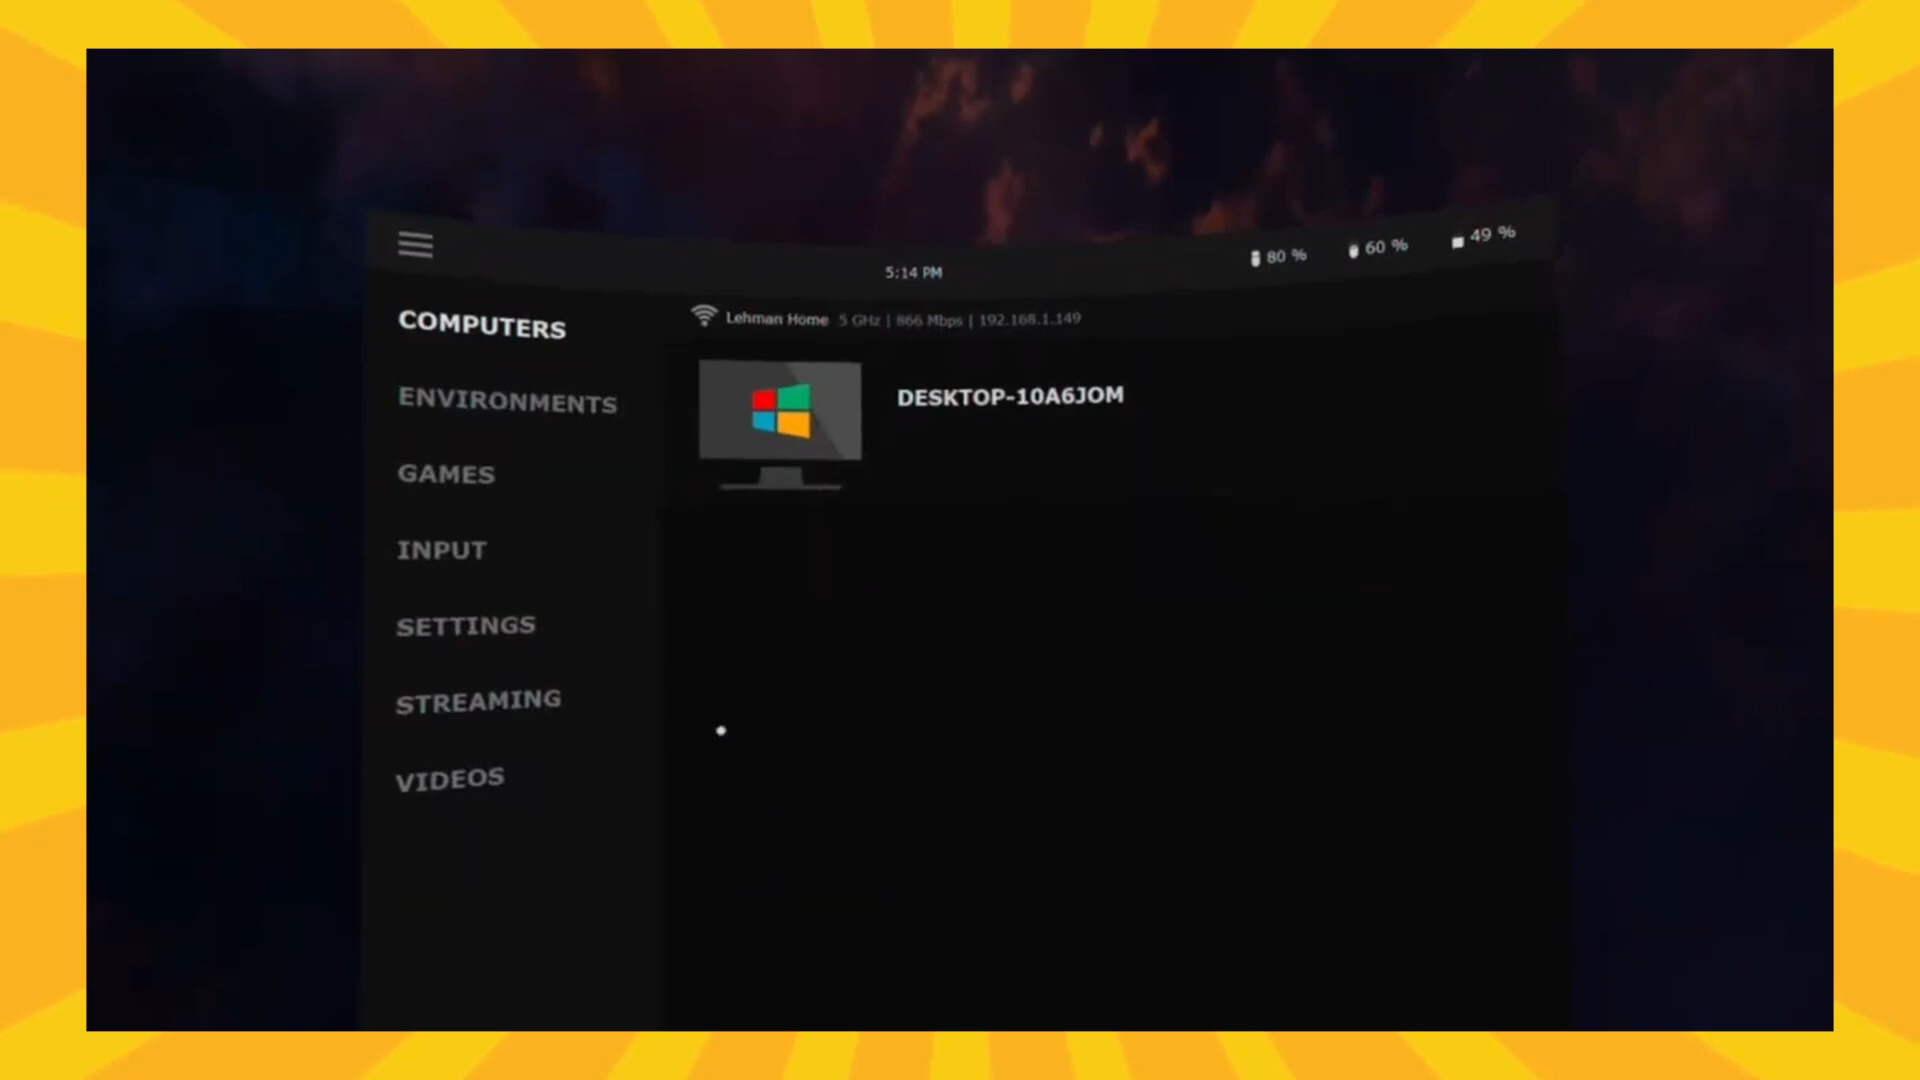 5:14 PM
80 %
60 %
49 %
COMPUTERS
ENVIRONMENTS
GAMES
INPUT
SETTINGS
STREAMING
VIDEOS
Lehman Home 5 GHz | 866 Mbps | 192.168.1.149
DESKTOP-10A6JOM